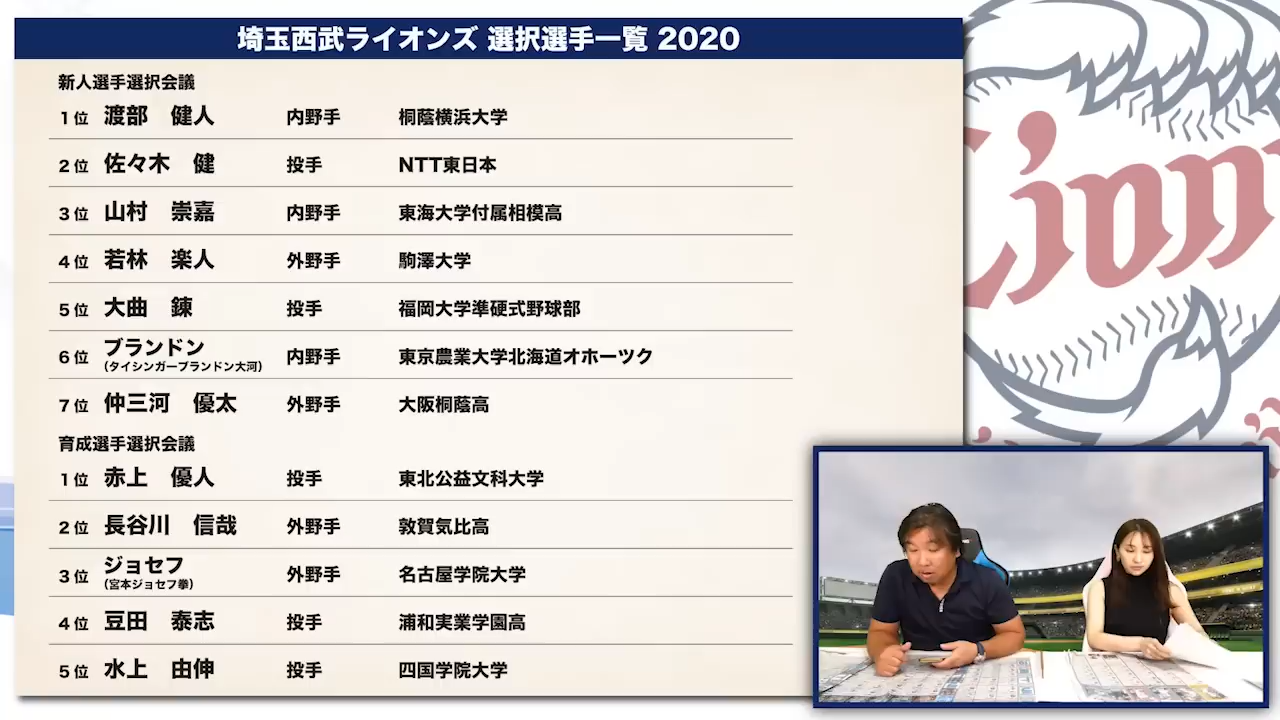 埼玉西武ライオンズ 選択選手一覧 2020
新人選手選択会議
1位 渡部 健人 内野手 桐蔭横浜大学
2位 佐々木 健 投手 NTT東日本
3位 山村 崇嘉 内野手 東海大学付属相模高
4位 若林 楽人 外野手 駒澤大学
5位 大曲 錬 投手 福岡大学準硬式野球部
6位 ブランドン 内野手 東京農業大学北海道オホーツク
(タイシンガーブランドン大河)
7位 仲三河 優太 外野手 大阪桐蔭高
育成選手選択会議
1位 赤上 優人 投手 東北公益文科大学
2位 長谷川 信哉 外野手 敦賀気比高
3位 ジョセフ 外野手 名古屋学院大学
(宮本ジョセフ拳)
4位 豆田 泰志 投手 浦和実業学園高
5位 水上 由伸 投手 四国学院大学
Lions